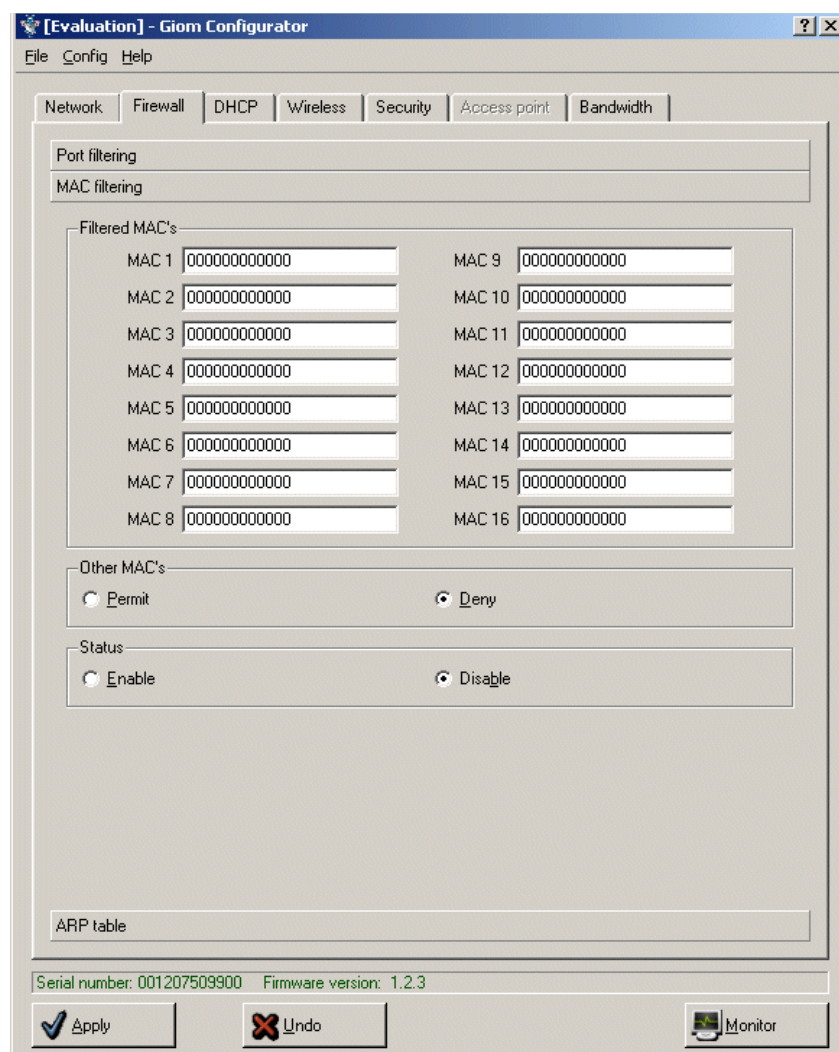 [Evaluation] - Giom Configurator
File Config Help
Network Firewall DHCP Wireless Security Access point Bandwidth
Port filtering
MAC filtering
Filtered MAC's
MAC 1 000000000000 MAC 9 000000000000
MAC 2 000000000000 MAC 10 000000000000
MAC 3 000000000000 MAC 11 000000000000
MAC 4 000000000000 MAC 12 000000000000
MAC 5 000000000000 MAC 13 000000000000
MAC 6 000000000000 MAC 14 000000000000
MAC 7 000000000000 MAC 15 000000000000
MAC 8 000000000000 MAC 16 000000000000
Other MAC's
Permit Deny
Status
Enable Disable
ARP table
Serial number: 001207509900 Firmware version: 1.2.3
Apply Undo Monitor